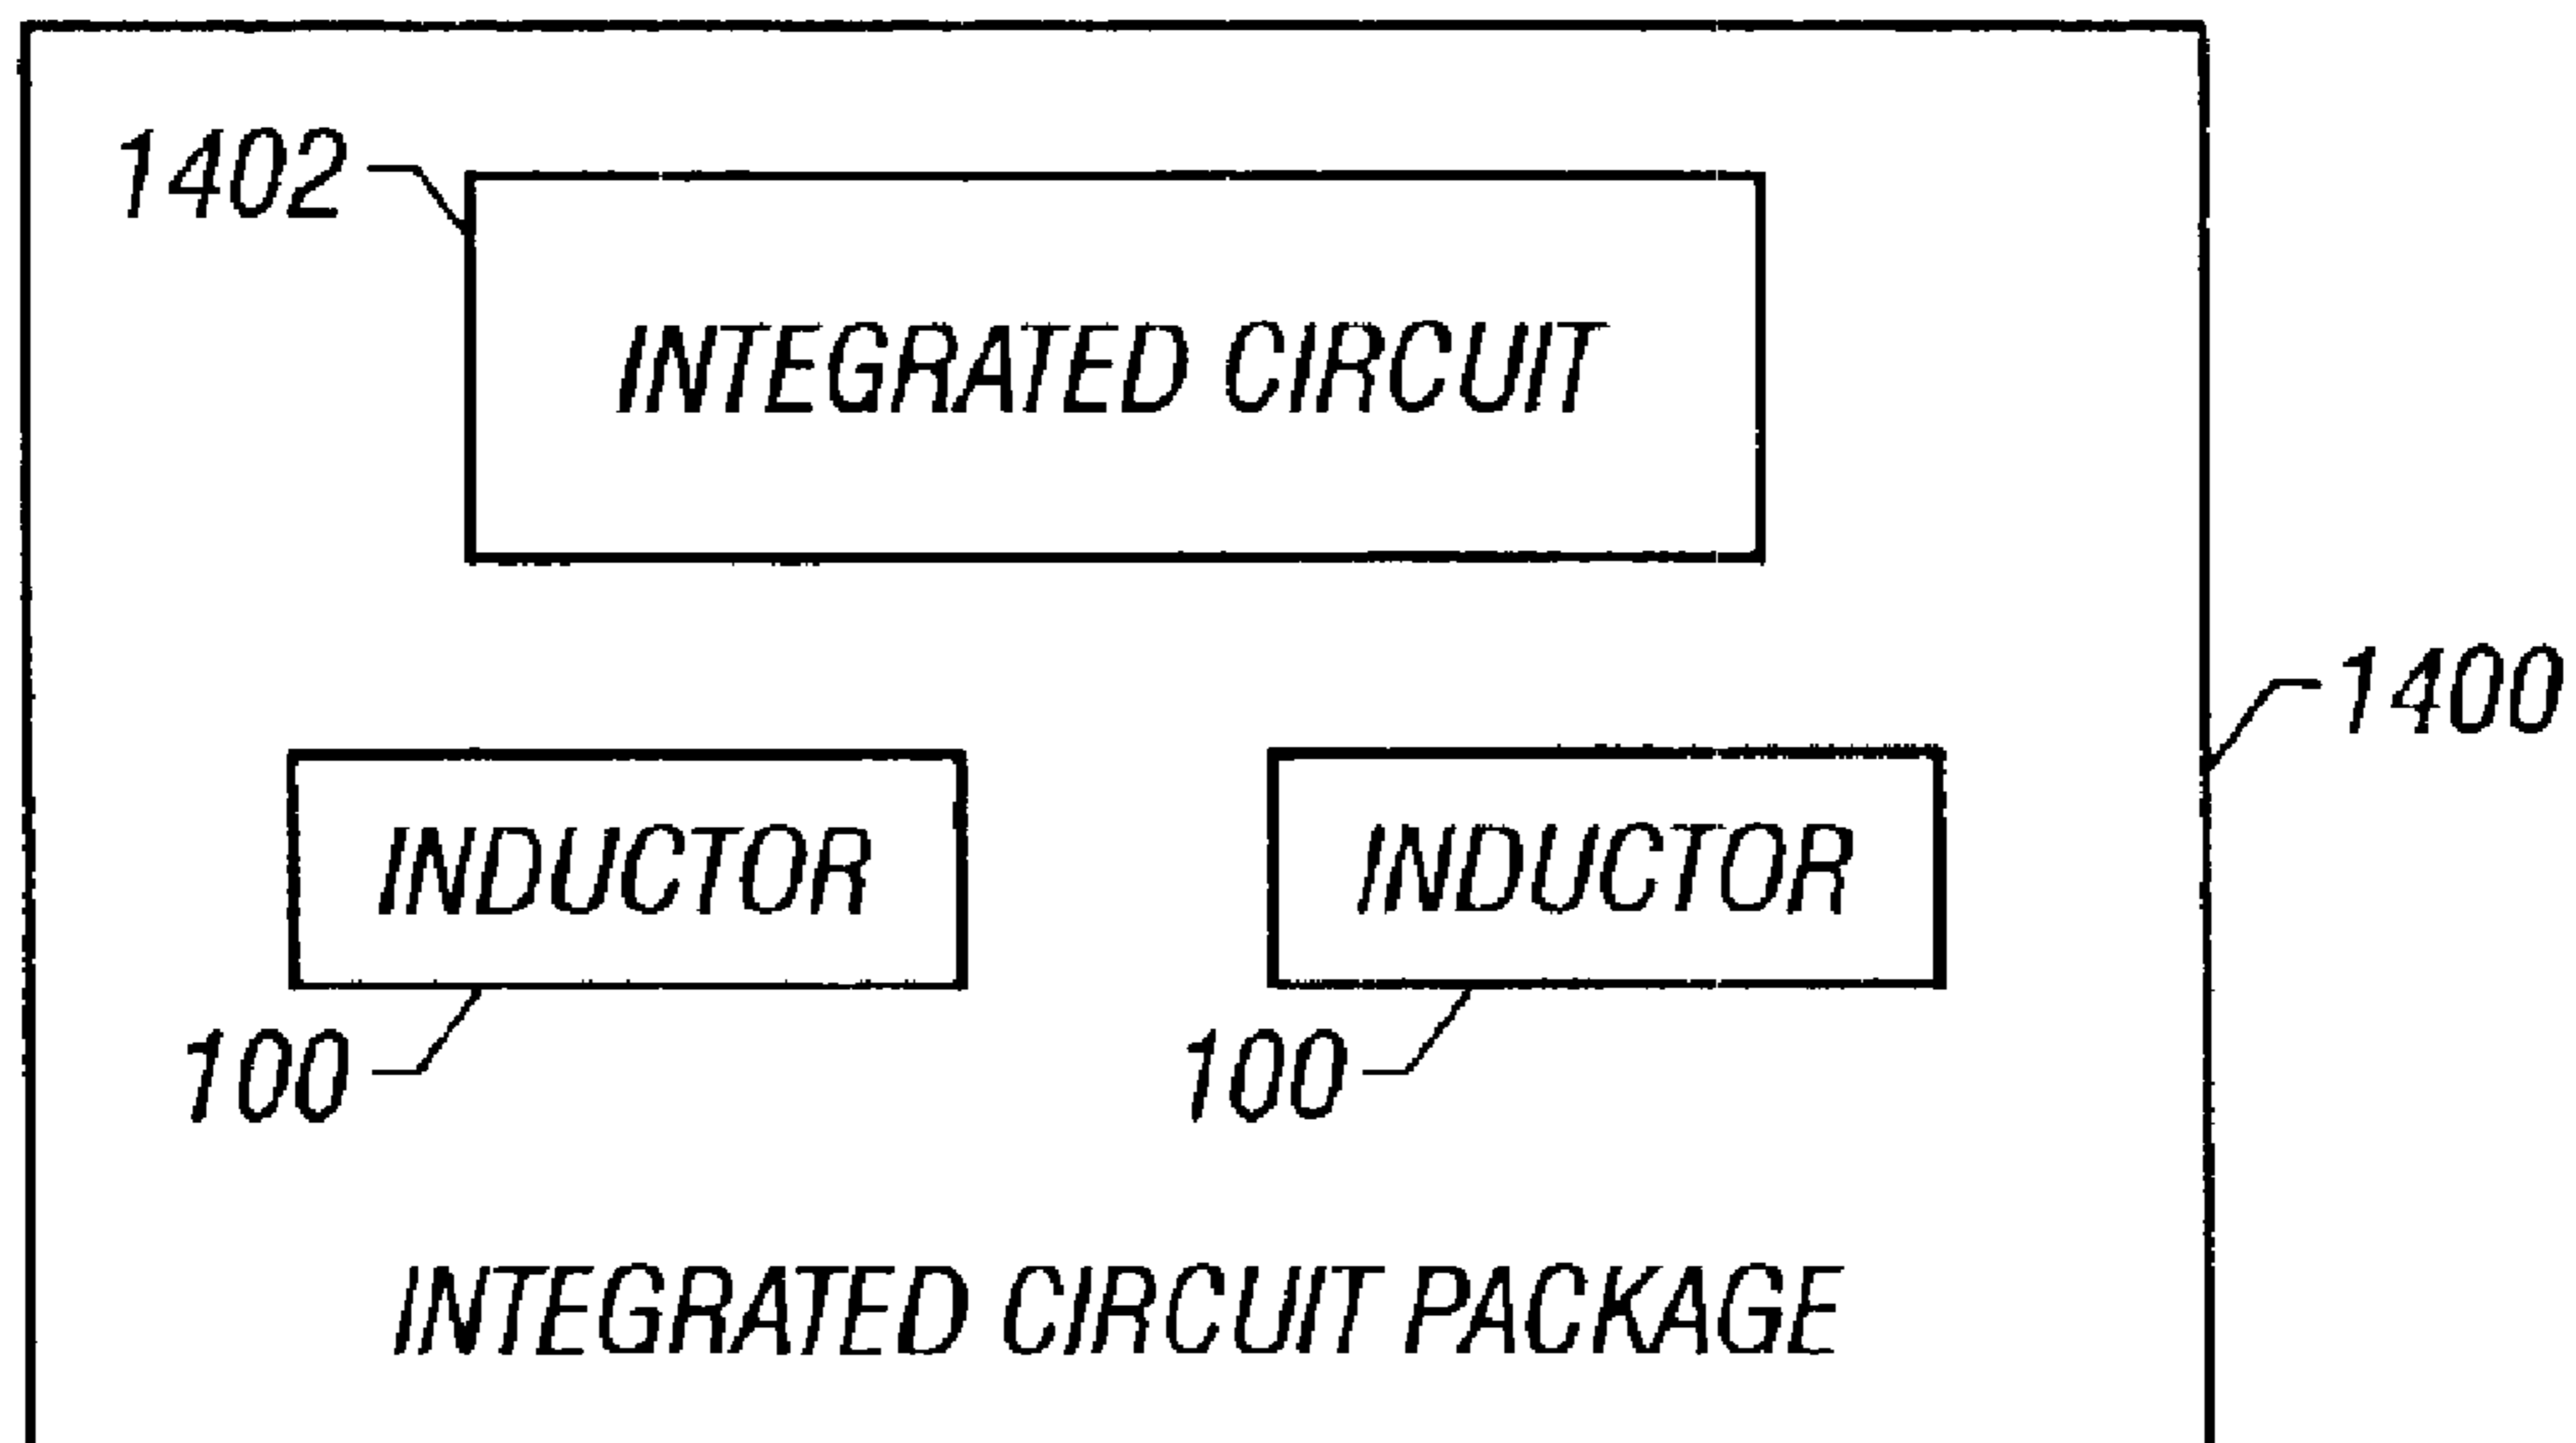 1402
INTEGRATED CIRCUIT
1400
INDUCTOR INDUCTOR
100 100
INTEGRATED CIRCUIT PACKAGE